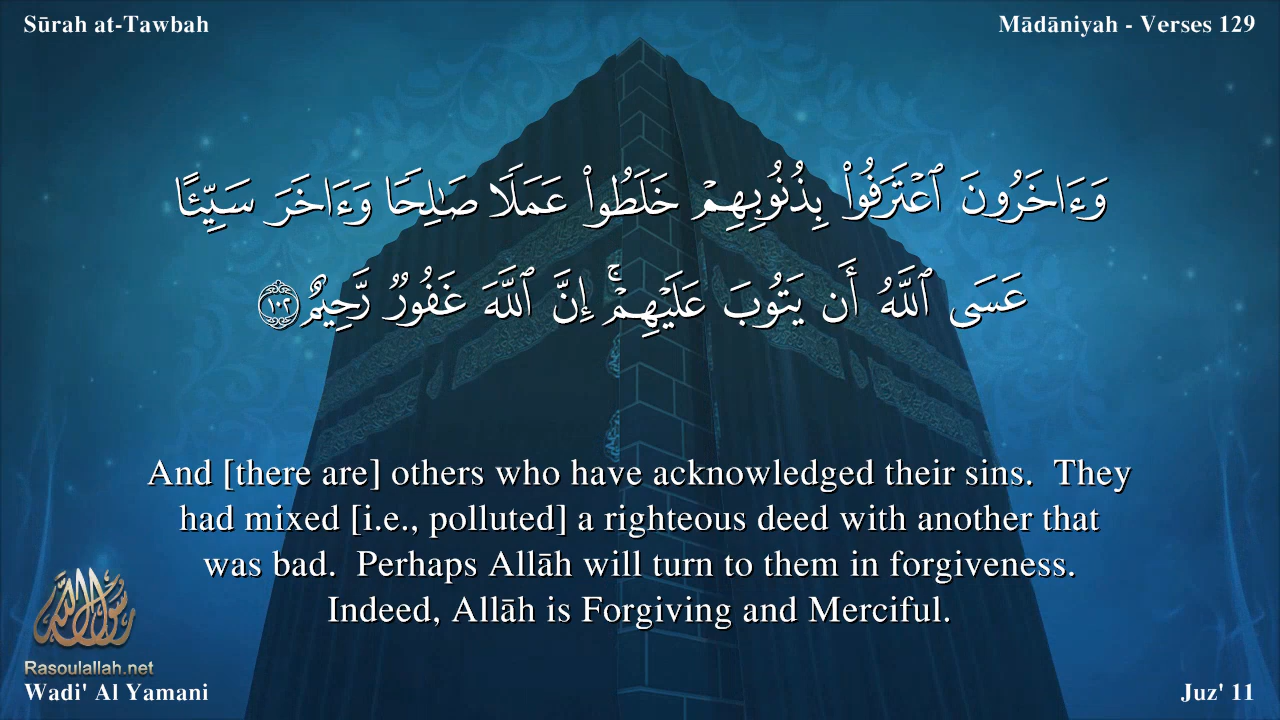 Sūrah at-Tawbah
Mādāniyah - Verses 129
وَءَاخَرُونَ ٱعْتَرَفُوا۟ بِذُنُوبِهِمْ خَلَطُوا۟ عَمَلًا صَـٰلِحًا وَءَاخَرَ سَيِّئًا
عَسَى ٱللَّهُ أَن يَتُوبَ عَلَيْهِمْ ۚ إِنَّ ٱللَّهَ غَفُورٌ رَّحِيمٌ ١٠٢
And [there are] others who have acknowledged their sins. They
had mixed [i.e., polluted] a righteous deed with another that
was bad. Perhaps Allāh will turn to them in forgiveness.
Indeed, Allāh is Forgiving and Merciful.
رسول الله
Rasoulallah.net
Wadi' Al Yamani
Juz' 11